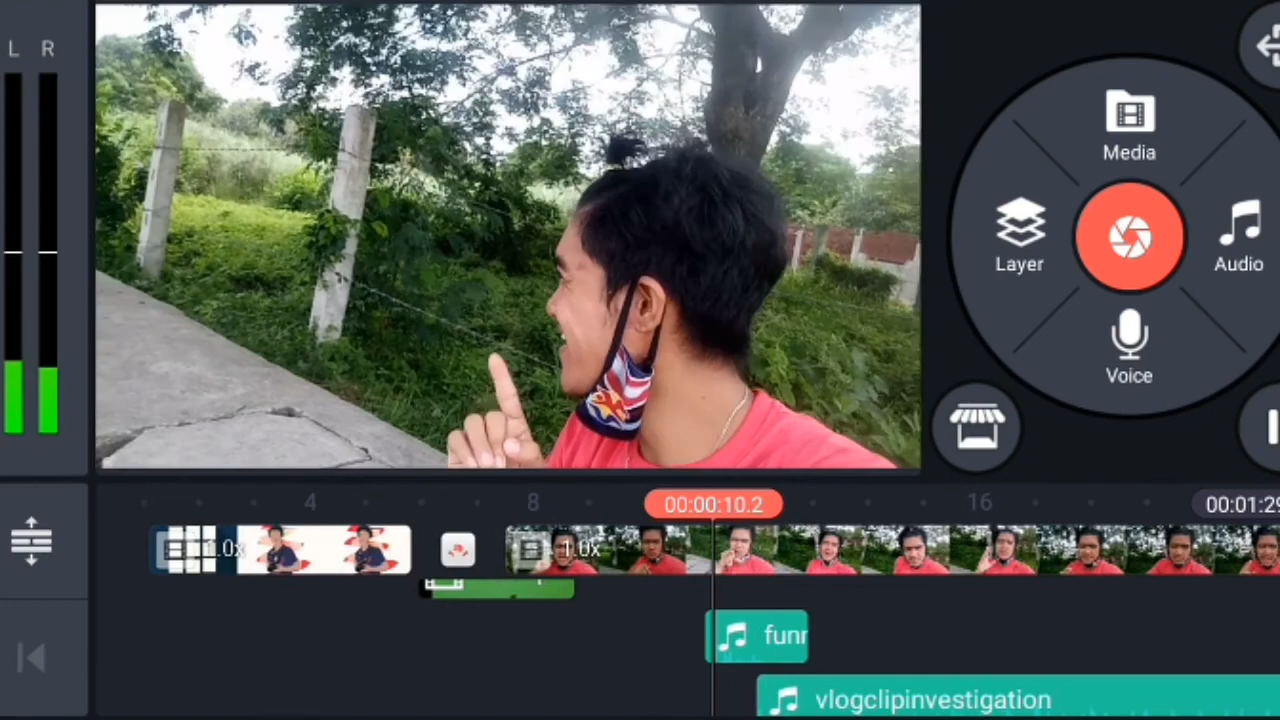 L R
Media
Layer
Audio
Voice
4
8
00:00:10.2
16
00:01:29
1.0x
1.0x
funn
vlogclipinvestigation